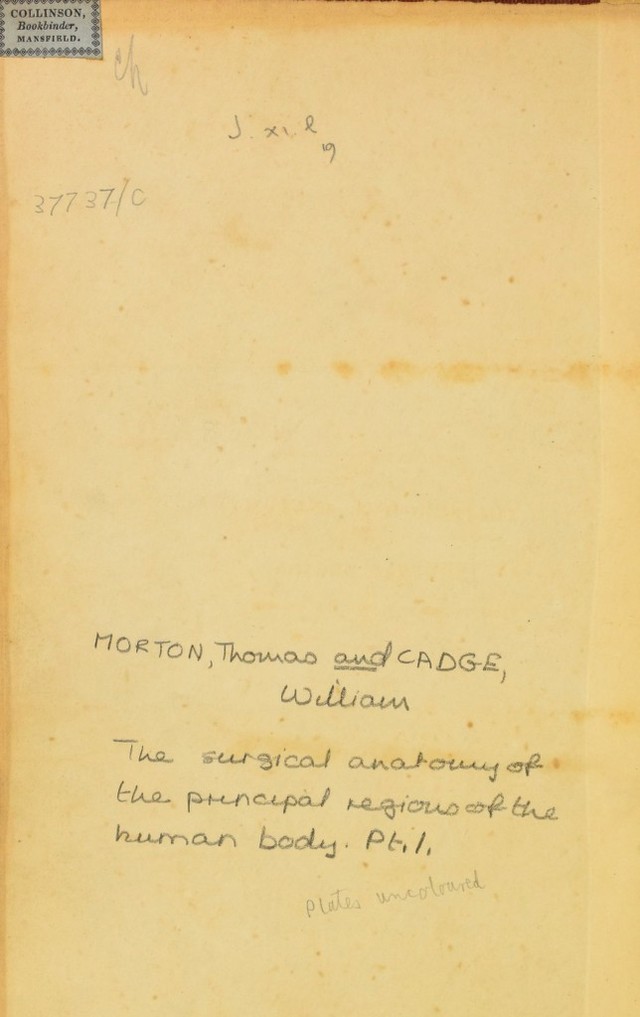 COLLINSON,
Bookbinder,
MANSFIELD.
ch
J. xi. l
19
37737/C
MORTON, Thomas and CADGE,
William
The surgical anatomy of
the principal regions of the
human body. Pt. 1.
Plates uncoloured